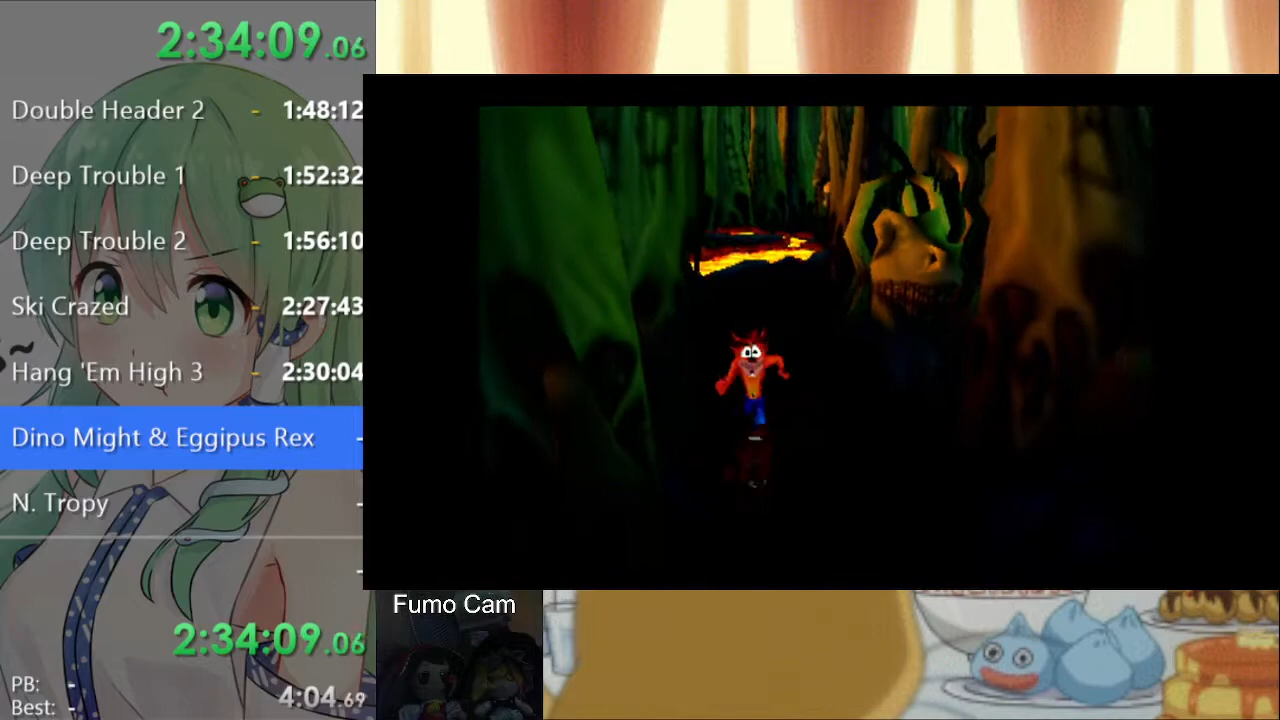 2:34:09.06
Double Header 2 - 1:48:12
Deep Trouble 1 - 1:52:32
Deep Trouble 2 - 1:56:10
Ski Crazed - 2:27:43
Hang 'Em High 3 - 2:30:04
Dino Might & Eggipus Rex -
N. Tropy -
-
Fumo Cam
2:34:09.06
PB: -
Best: -
4:04.69